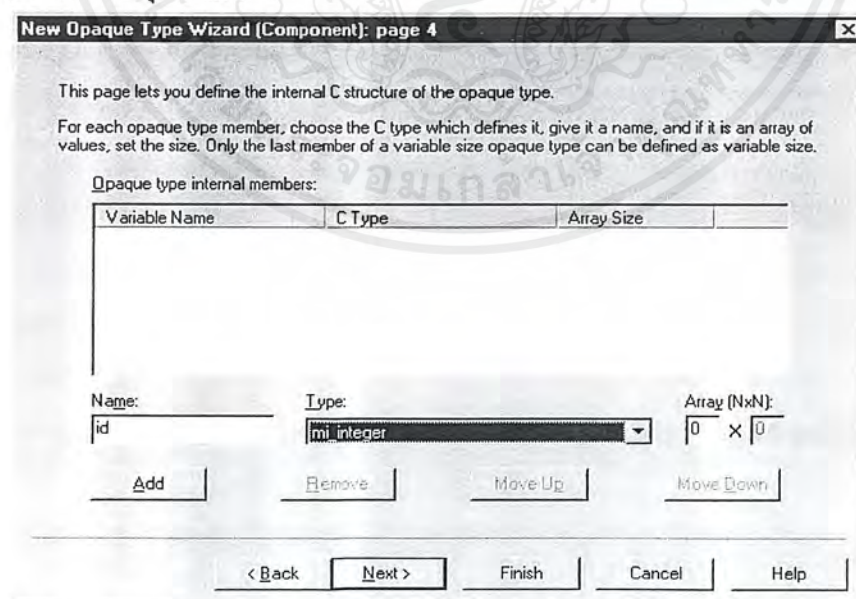 New Opaque Type Wizard (Component): page 4
This page lets you define the internal C structure of the opaque type.
For each opaque type member, choose the C type which defines it, give it a name, and if it is an array of
values, set the size. Only the last member of a variable size opaque type can be defined as variable size.
Opaque type internal members:
Variable Name C Type Array Size
Name: Type: Array (NxN):
id mi_integer 0 × 0
Add Remove Move Up Move Down
< Back Next > Finish Cancel Help